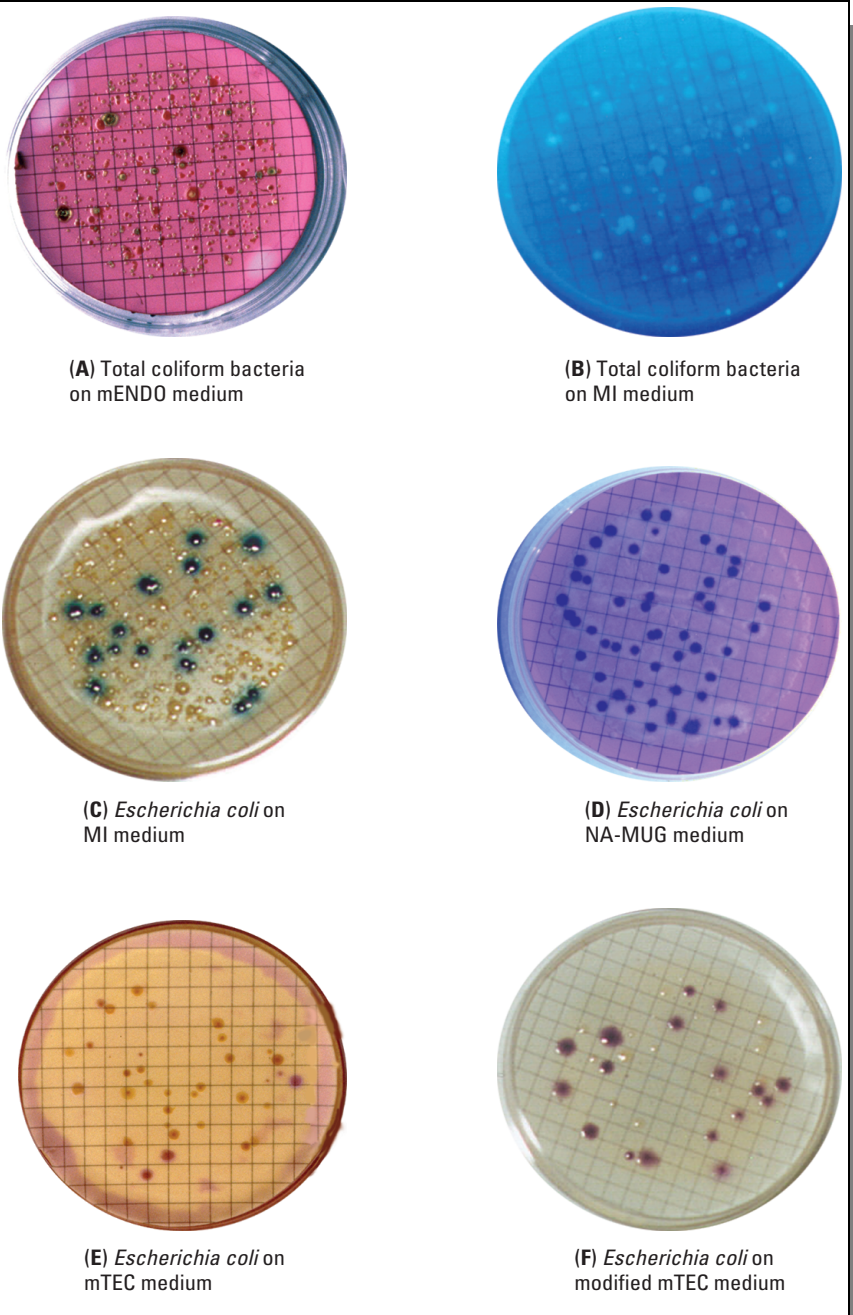 (A) Total coliform bacteria
on mENDO medium
(B) Total coliform bacteria
on MI medium
(C) Escherichia coli on
MI medium
(D) Escherichia coli on
NA-MUG medium
(E) Escherichia coli on
mTEC medium
(F) Escherichia coli on
modified mTEC medium